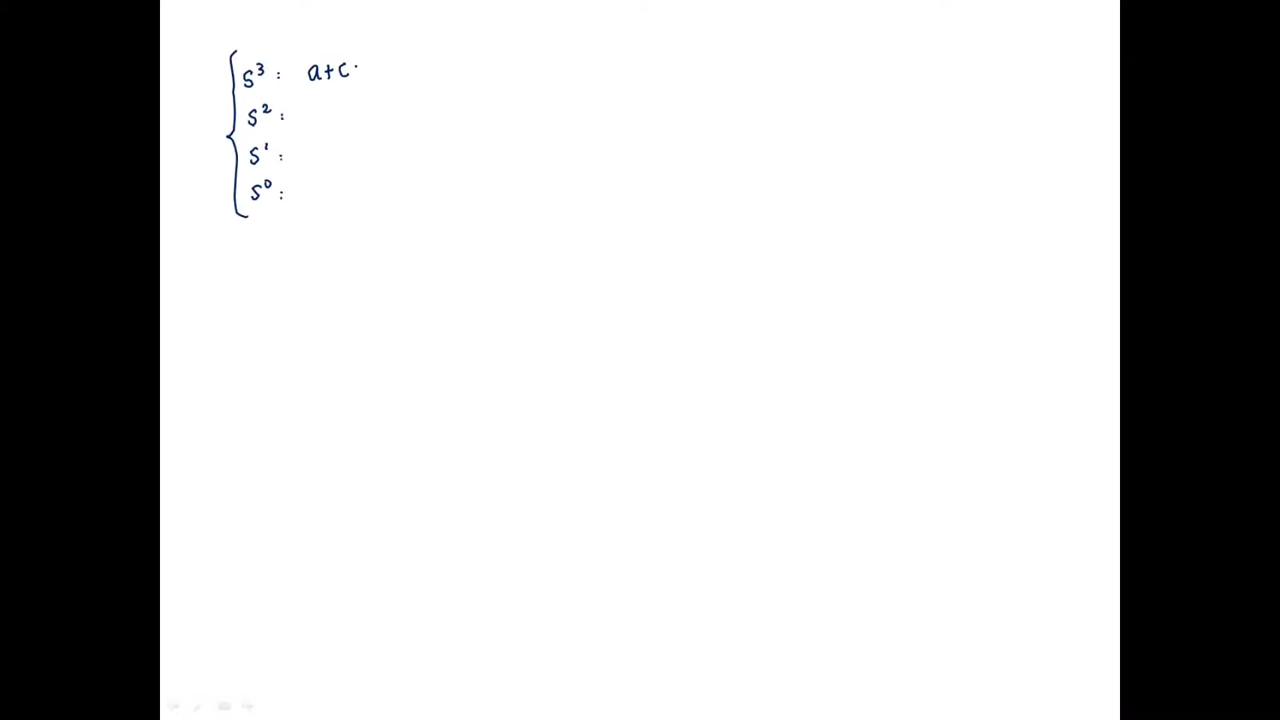 S³ : a+c.
S² :
S¹ :
S⁰ :